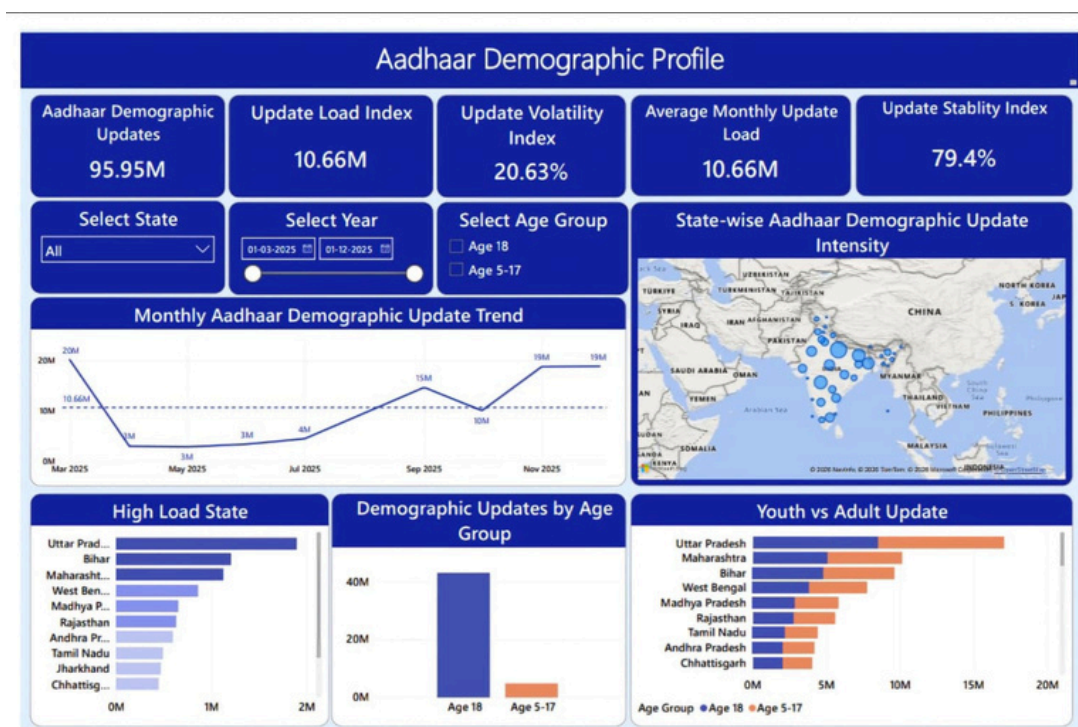 Aadhaar Demographic Profile
Aadhaar Demographic
Updates
95.95M
Update Load Index
10.66M
Update Volatility
Index
20.63%
Average Monthly Update
Load
10.66M
Update Stablity Index
79.4%
Select State
All
Select Year
01-03-2025
01-12-2025
Select Age Group
Age 18
Age 5-17
State-wise Aadhaar Demographic Update
Intensity
UZBEKISTAN
NORTH KOREA
TÜRKIYE
TURKMENISTAN
TAJIKISTAN
S. KOREA
SYRIA
AFGHANISTAN
CHINA
IRAQ
IRAN
PAKISTAN
SAUDI ARABIA
OMAN
INDIA
MYANMAR
YEMEN
Arabian Sea
THAILAND
South
China
Sea
VIETNAM
PHILIPPINES
SUDAN
SOMALIA
KENYA
MALAYSIA
INDONESIA
Monthly Aadhaar Demographic Update Trend
20M
20M
19M
19M
15M
10.66M
10M
10M
3M
3M
3M
4M
0M
Mar 2025
May 2025
Jul 2025
Sep 2025
Nov 2025
High Load State
Uttar Prad...
Bihar
Maharasht...
West Ben...
Madhya P...
Rajasthan
Andhra Pr...
Tamil Nadu
Jharkhand
Chhattisg...
0M
1M
2M
Demographic Updates by Age
Group
40M
20M
0M
Age 18
Age 5-17
Youth vs Adult Update
Uttar Pradesh
Maharashtra
Bihar
West Bengal
Madhya Pradesh
Rajasthan
Tamil Nadu
Andhra Pradesh
Chhattisgarh
0M
5M
10M
15M
20M
Age Group
Age 18
Age 5-17